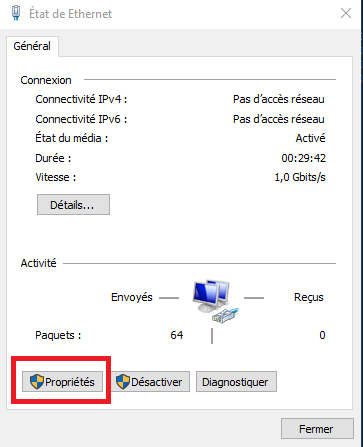 État de Ethernet
Général
Connexion
Connectivité IPv4 : Pas d'accès réseau
Connectivité IPv6 : Pas d'accès réseau
État du média : Activé
Durée : 00:29:42
Vitesse : 1,0 Gbits/s
Détails...
Activité
Envoyés — Reçus
Paquets : 64 0
Propriétés Désactiver Diagnostiquer
Fermer